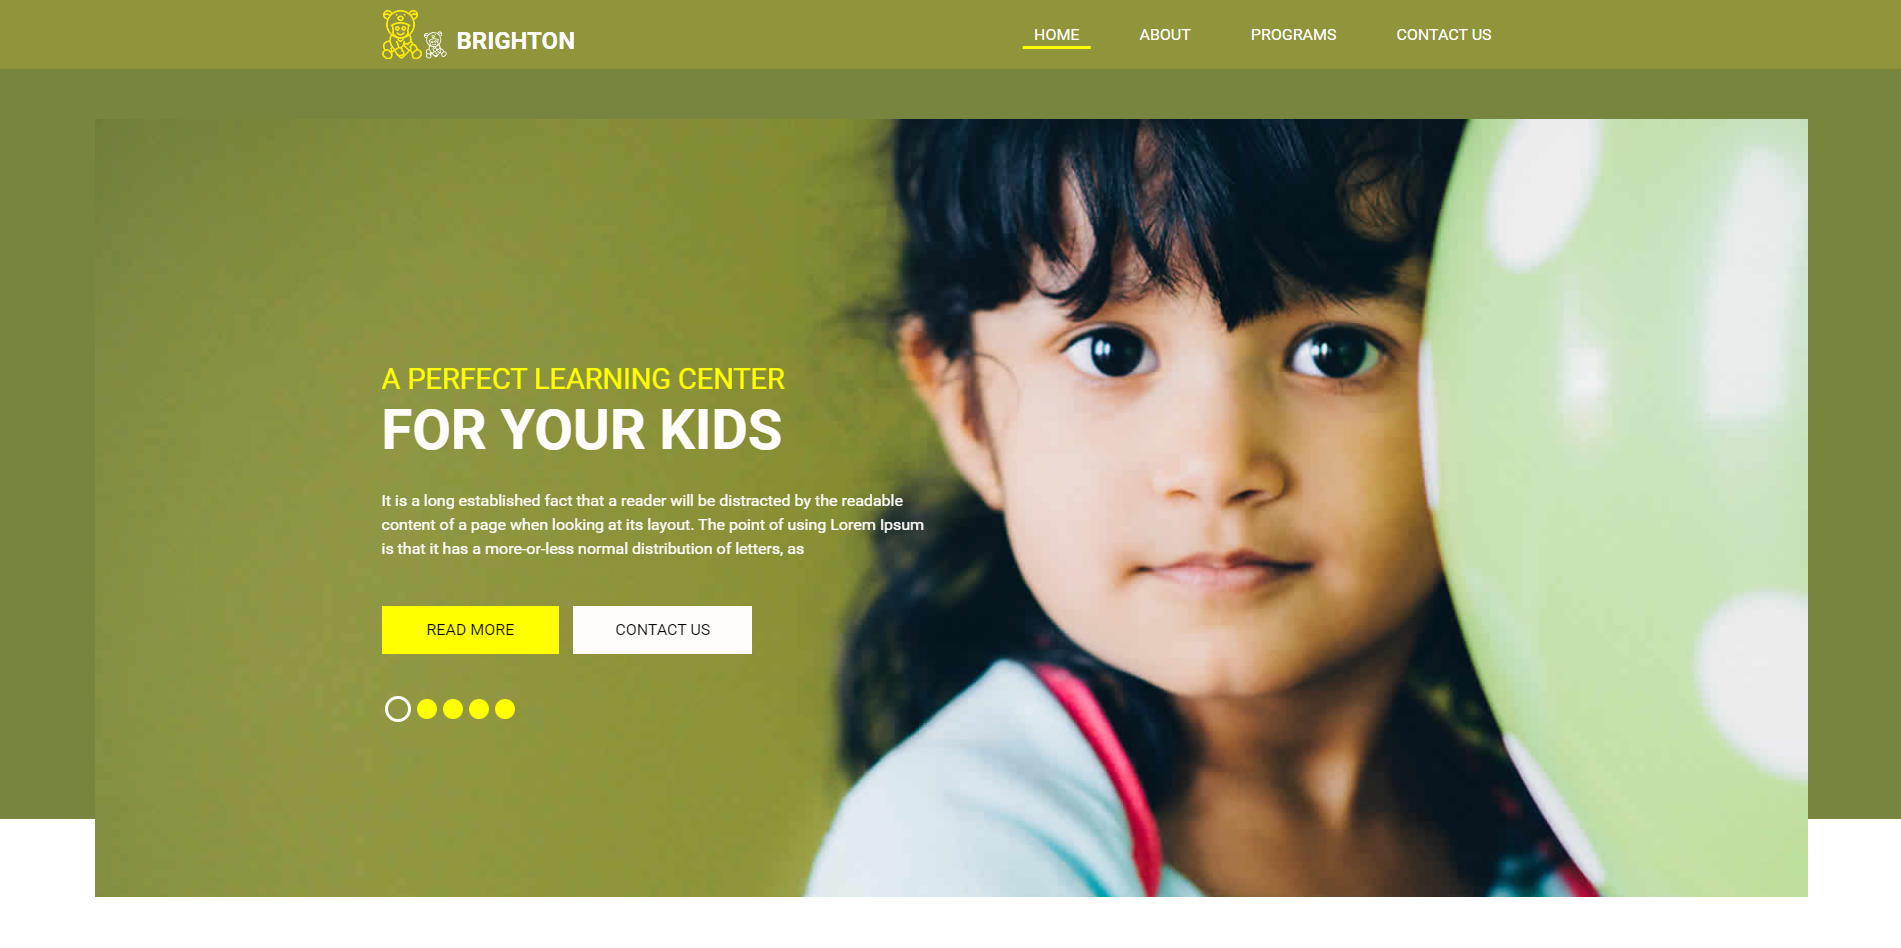 BRIGHTON
HOME ABOUT PROGRAMS CONTACT US
A PERFECT LEARNING CENTER
FOR YOUR KIDS
It is a long established fact that a reader will be distracted by the readable
content of a page when looking at its layout. The point of using Lorem Ipsum
is that it has a more-or-less normal distribution of letters, as
READ MORE CONTACT US